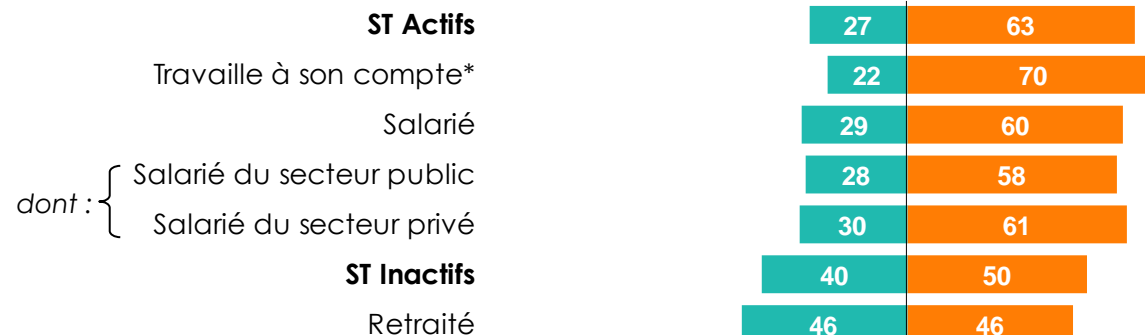 ST Actifs 27 63
Travaille à son compte* 22 70
Salarié 29 60
Salarié du secteur public 28 58
dont :
Salarié du secteur privé 30 61
ST Inactifs 40 50
Retraité 46 46